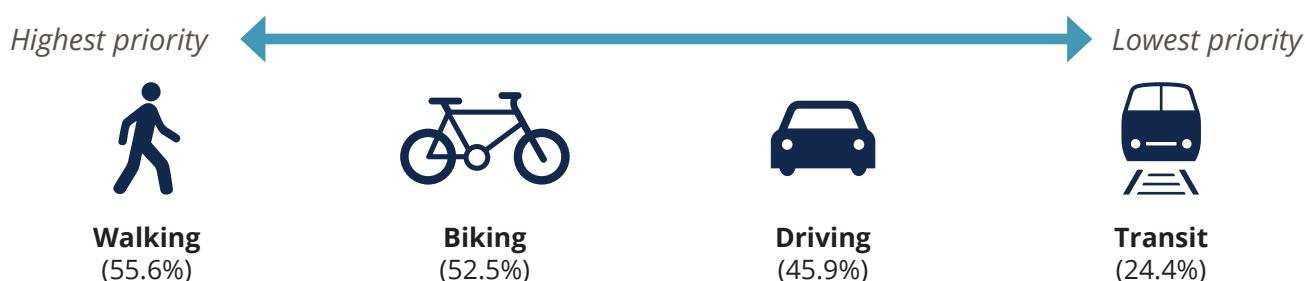 Highest priority
Lowest priority
Walking
(55.6%)
Biking
(52.5%)
Driving
(45.9%)
Transit
(24.4%)